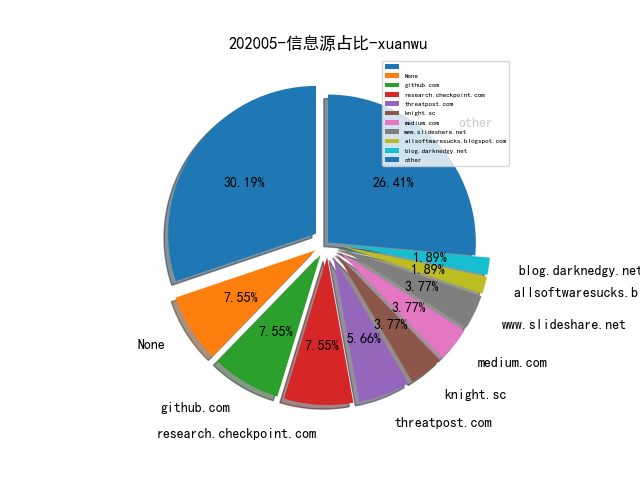 202005-信息源占比-xuanwu
None
github.com
research.checkpoint.com
threatpost.com
knight.sc
medium.com
www.slideshare.net
allsoftwaresucks.blogspot.com
blog.darknedgy.net
other
other
30.19%
26.41%
1.89%
1.89%
3.77%
3.77%
3.77%
5.66%
7.55%
7.55%
7.55%
blog.darknedgy.net
allsoftwaresucks.b
www.slideshare.net
medium.com
knight.sc
threatpost.com
research.checkpoint.com
github.com
None